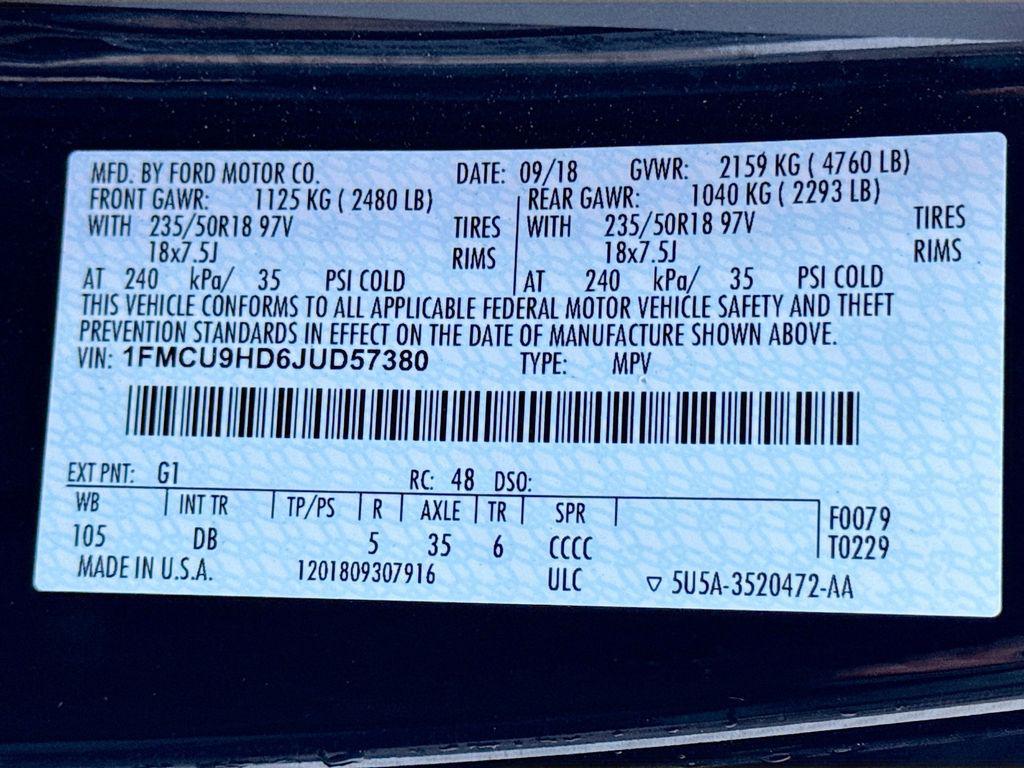 MFD. BY FORD MOTOR CO. DATE: 09/18 GVWR: 2159 KG ( 4760 LB)
FRONT GAWR: 1125 KG ( 2480 LB) REAR GAWR: 1040 KG ( 2293 LB)
WITH 235/50R18 97V TIRES WITH 235/50R18 97V TIRES
18x7.5J RIMS 18x7.5J RIMS
AT 240 kPa/ 35 PSI COLD AT 240 kPa/ 35 PSI COLD
THIS VEHICLE CONFORMS TO ALL APPLICABLE FEDERAL MOTOR VEHICLE SAFETY AND THEFT
PREVENTION STANDARDS IN EFFECT ON THE DATE OF MANUFACTURE SHOWN ABOVE.
VIN: 1FMCU9HD6JUD57380 TYPE: MPV
EXT PNT: G1 RC: 48 DSO:
WB INT TR TP/PS R AXLE TR SPR F0079
105 DB 5 35 6 CCCC T0229
MADE IN U.S.A. 1201809307916 ULC ▽ 5U5A-3520472-AA